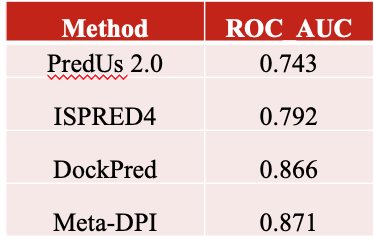 Method ROC AUC
PredUs 2.0 0.743
ISPRED4 0.792
DockPred 0.866
Meta-DPI 0.871